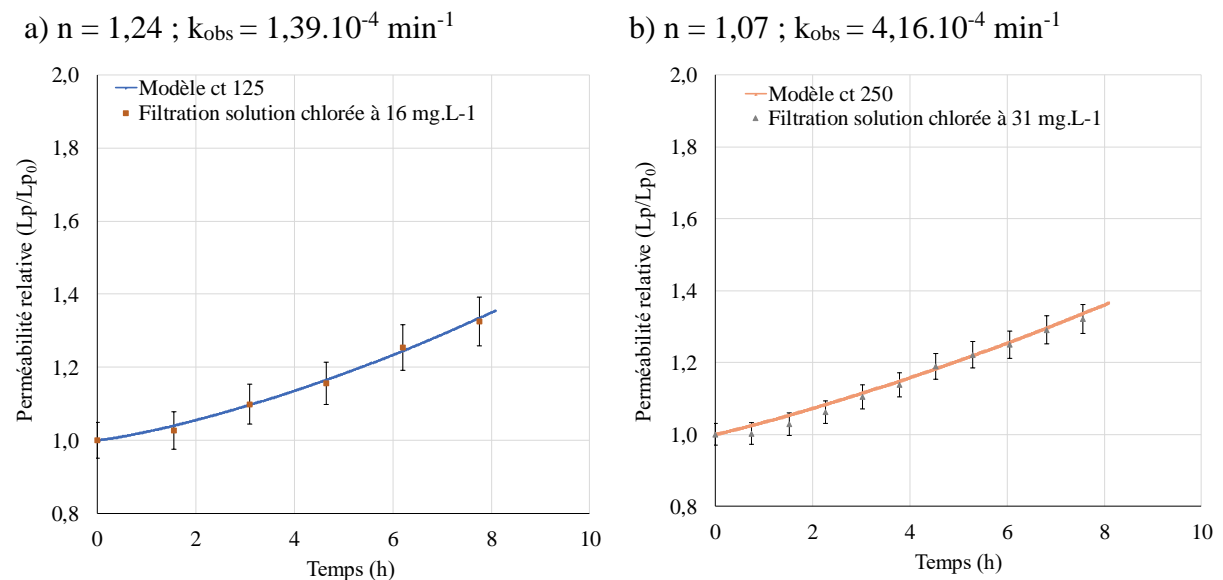 a) n = 1,24 ; kobs = 1,39.10-4 min-1
2,0
1,8
1,6
1,4
1,2
1,0
0,8
Perméabilité relative (Lp/Lp0)
Modèle ct 125
Filtration solution chlorée à 16 mg.L-1
0
2
4
6
8
10
Temps (h)
b) n = 1,07 ; kobs = 4,16.10-4 min-1
2,0
1,8
1,6
1,4
1,2
1,0
0,8
Perméabilité relative (Lp/Lp0)
Modèle ct 250
Filtration solution chlorée à 31 mg.L-1
0
2
4
6
8
10
Temps (h)